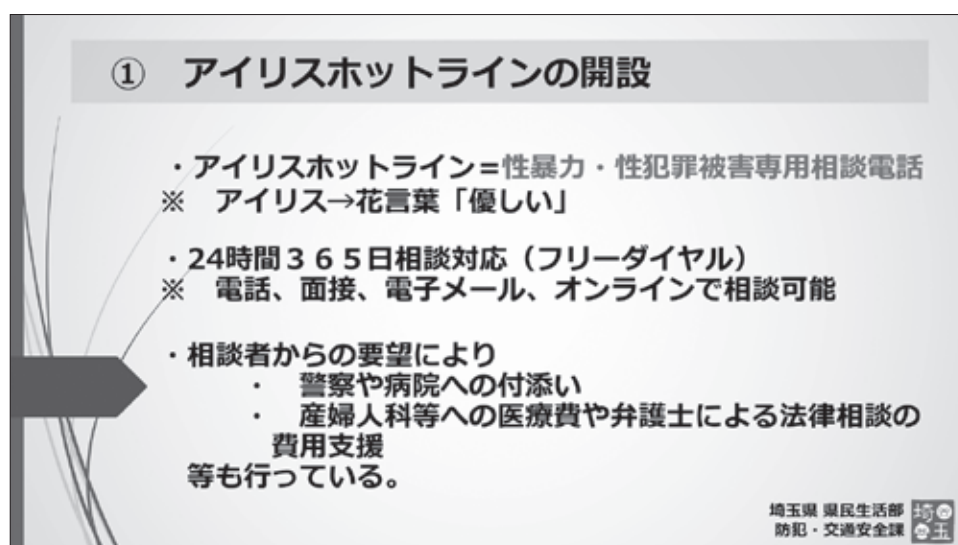 ① アイリスホットラインの開設
・アイリスホットライン＝性暴力・性犯罪被害専用相談電話
※ アイリス→花言葉「優しい」
・24時間３６５日相談対応（フリーダイヤル）
※ 電話、面接、電子メール、オンラインで相談可能
・相談者からの要望により
・ 警察や病院への付添い
・ 産婦人科等への医療費や弁護士による法律相談の
費用支援
等も行っている。
埼玉県 県民生活部
防犯・交通安全課
埼
玉